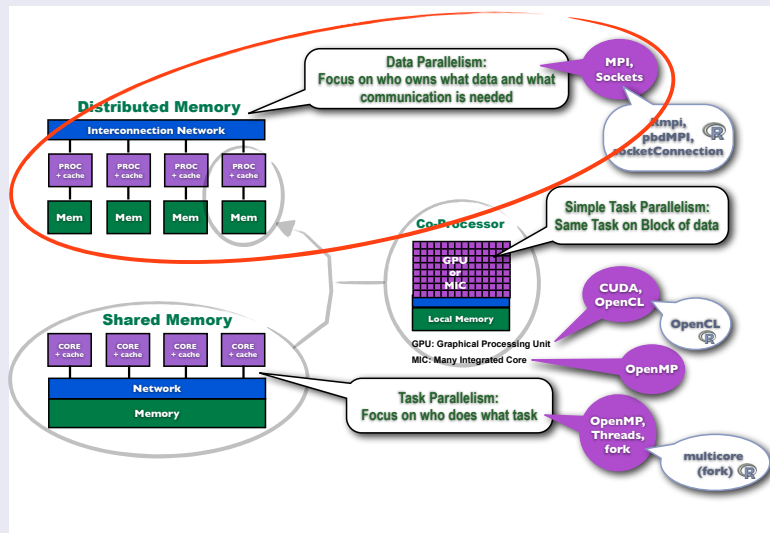 Data Parallelism:
Focus on who owns what data and what
communication is needed
MPI,
Sockets
Distributed Memory
Interconnection Network
Rmpi,
pbdMPI,
socketConnection
R
PROC
+ cache
PROC
+ cache
PROC
+ cache
PROC
+ cache
Mem
Mem
Mem
Mem
Simple Task Parallelism:
Same Task on Block of data
Co-Processor
GPU
or
MIC
Local Memory
CUDA,
OpenCL
OpenCL
R
GPU: Graphical Processing Unit
MIC: Many Integrated Core
OpenMP
Shared Memory
CORE
+ cache
CORE
+ cache
CORE
+ cache
CORE
+ cache
Network
Memory
Task Parallelism:
Focus on who does what task
OpenMP,
Threads,
fork
multicore
(fork) R